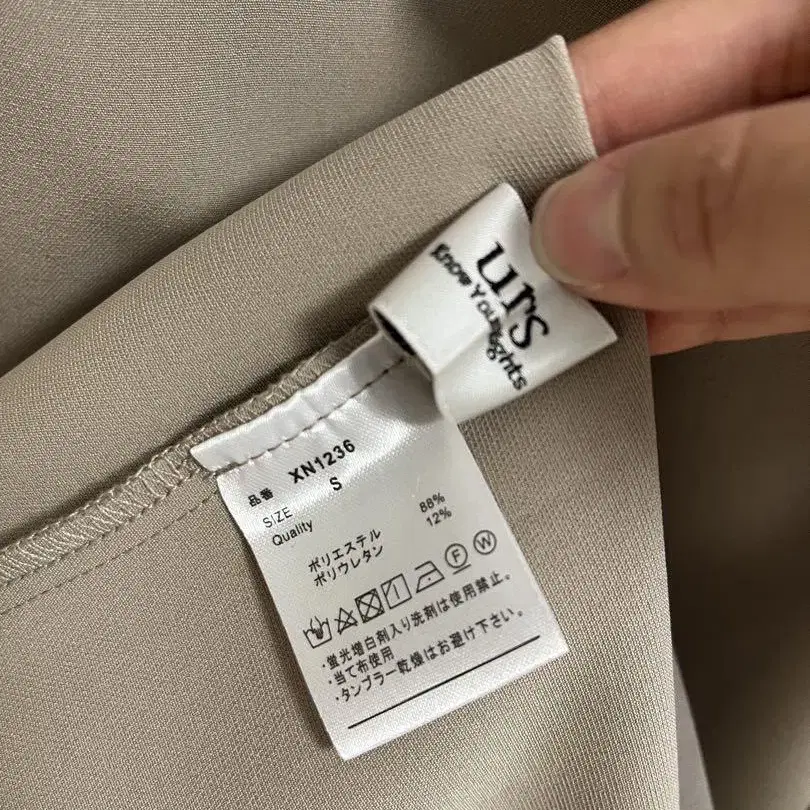 urs
Know Your Rights
品番 XN1236
SIZE S
Quality
ポリエステル 88%
ポリウレタン 12%
F W
・蛍光増白剤入り洗剤は使用禁止。
・当て布使用
・タンブラー乾燥はお避け下さい。